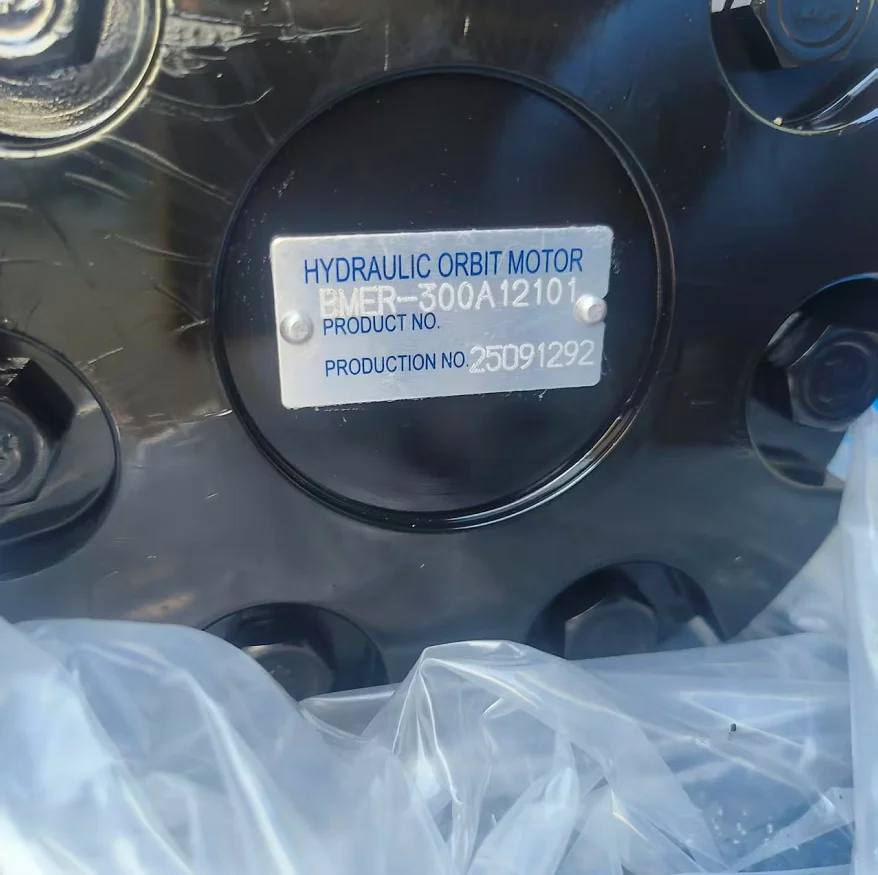 HYDRAULIC ORBIT MOTOR
BMER-300A12101
PRODUCT NO.
PRODUCTION NO. 25091292